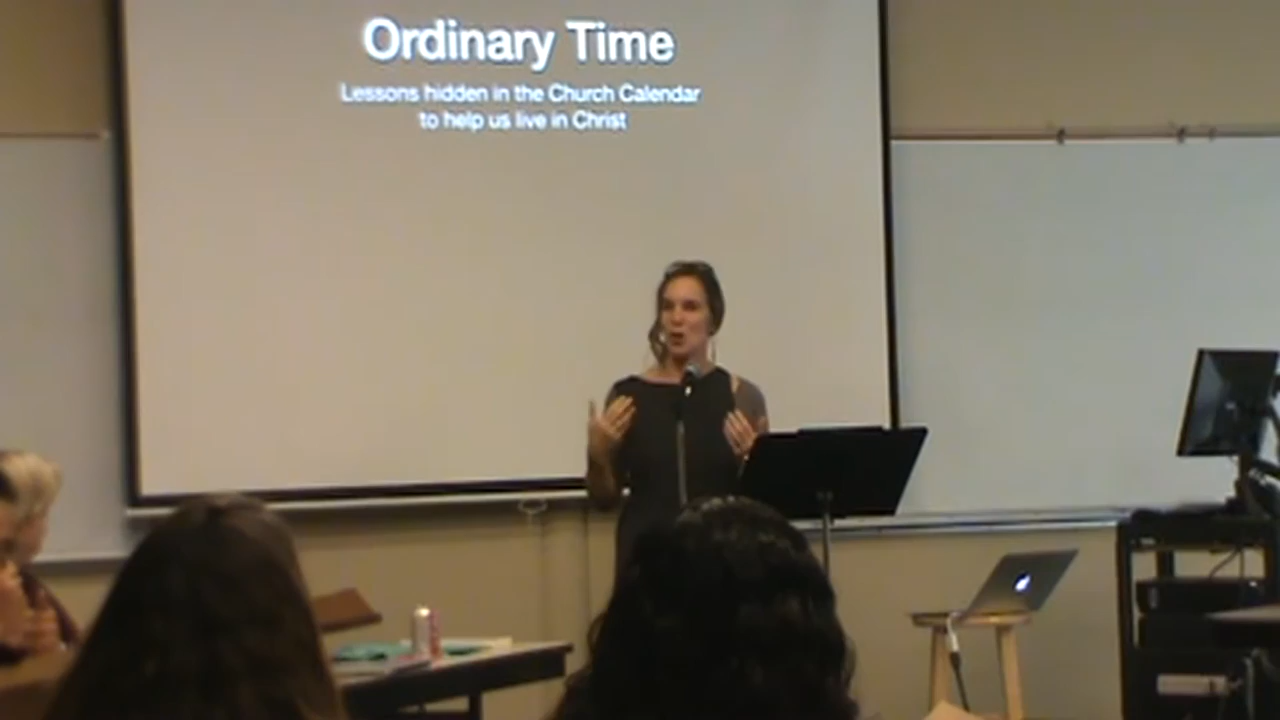 Ordinary Time
Lessons hidden in the Church Calendar
to help us live in Christ